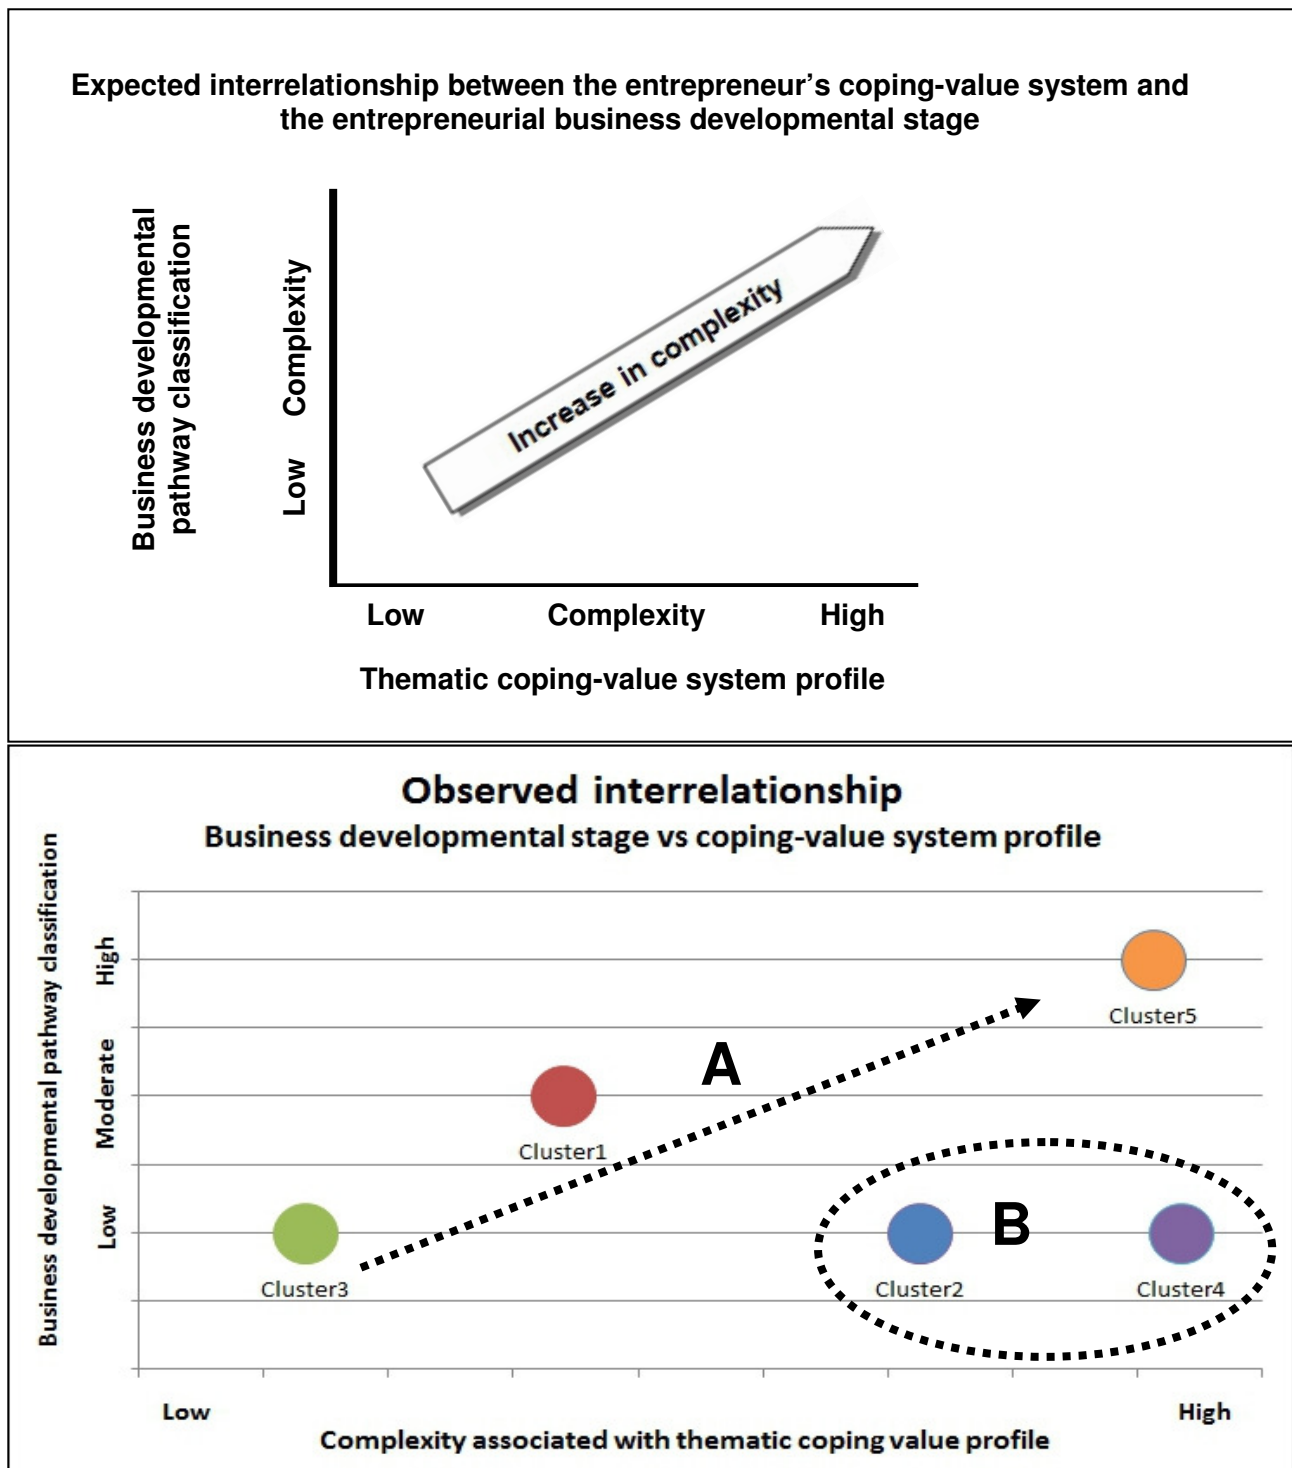 Expected interrelationship between the entrepreneur’s coping-value system and
the entrepreneurial business developmental stage
Business developmental
pathway classification
Low Complexity
Increase in complexity
Low Complexity High
Thematic coping-value system profile
Observed interrelationship
Business developmental stage vs coping-value system profile
Business developmental pathway classification
High
Moderate
Low
Cluster5
A
Cluster1
B
Cluster3
Cluster2
Cluster4
Low High
Complexity associated with thematic coping value profile